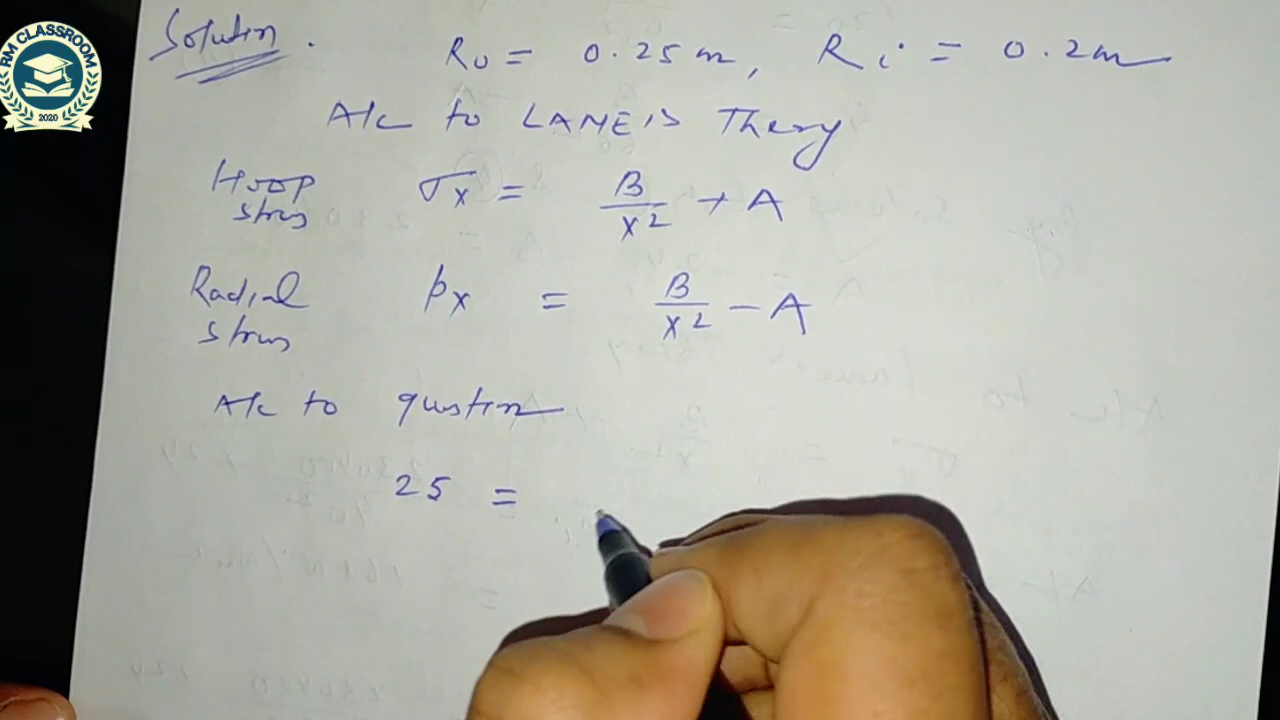 RM CLASSROOM
2020
Solution.
R0 = 0.25m, Ri = 0.2m
A/c to LAME'S Theory
Hoop stress σx = B/x² + A
Radial stress px = B/x² - A
A/c to question
25 =